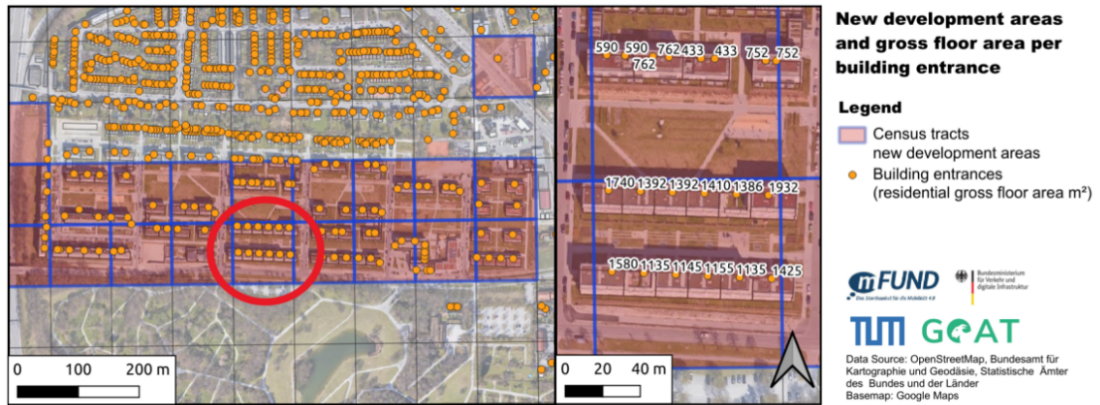 590 590 762 433 433 752 752
762
1740 1392 1392 1410 1386 1932
1580 1135 1145 1155 1135 1425
0 100 200 m
0 20 40 m
New development areas
and gross floor area per
building entrance
Legend
Census tracts
new development areas
Building entrances
(residential gross floor area m²)
mFUND
Bundesministerium
für Verkehr und
digitale Infrastruktur
TUM GOAT
Data Source: OpenStreetMap, Bundesamt für
Kartographie und Geodäsie, Statistische Ämter
des Bundes und der Länder
Basemap: Google Maps